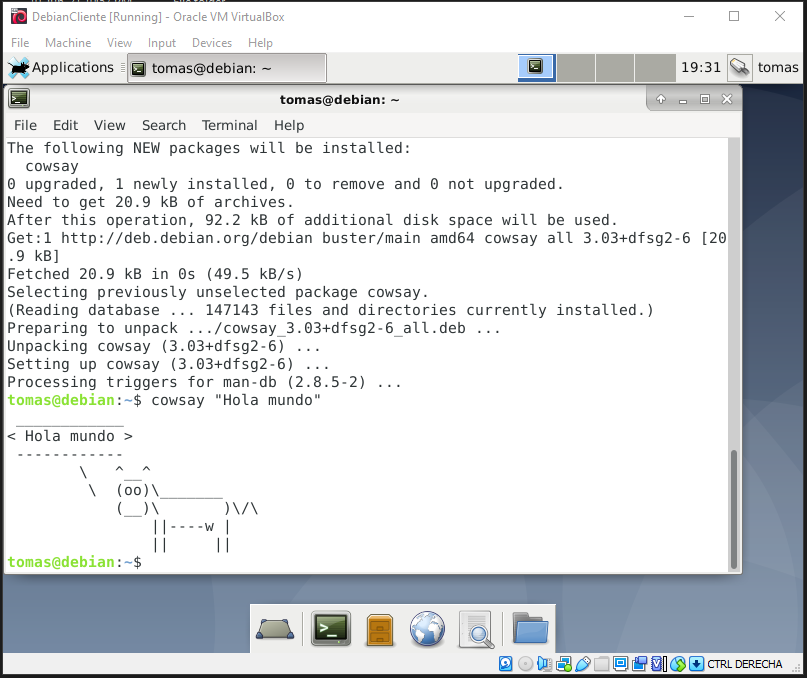 DebianCliente [Running] - Oracle VM VirtualBox
File Machine View Input Devices Help
Applications tomas@debian: ~ 19:31 tomas
tomas@debian: ~
File Edit View Search Terminal Help
The following NEW packages will be installed:
  cowsay
0 upgraded, 1 newly installed, 0 to remove and 0 not upgraded.
Need to get 20.9 kB of archives.
After this operation, 92.2 kB of additional disk space will be used.
Get:1 http://deb.debian.org/debian buster/main amd64 cowsay all 3.03+dfsg2-6 [20
.9 kB]
Fetched 20.9 kB in 0s (49.5 kB/s)
Selecting previously unselected package cowsay.
(Reading database ... 147143 files and directories currently installed.)
Preparing to unpack .../cowsay_3.03+dfsg2-6_all.deb ...
Unpacking cowsay (3.03+dfsg2-6) ...
Setting up cowsay (3.03+dfsg2-6) ...
Processing triggers for man-db (2.8.5-2) ...
tomas@debian:~$ cowsay "Hola mundo"
 ____________
< Hola mundo >
 ------------
        \   ^__^
         \  (oo)\_______
            (__)\       )\/\
                ||----w |
                ||     ||
tomas@debian:~$
CTRL DERECHA